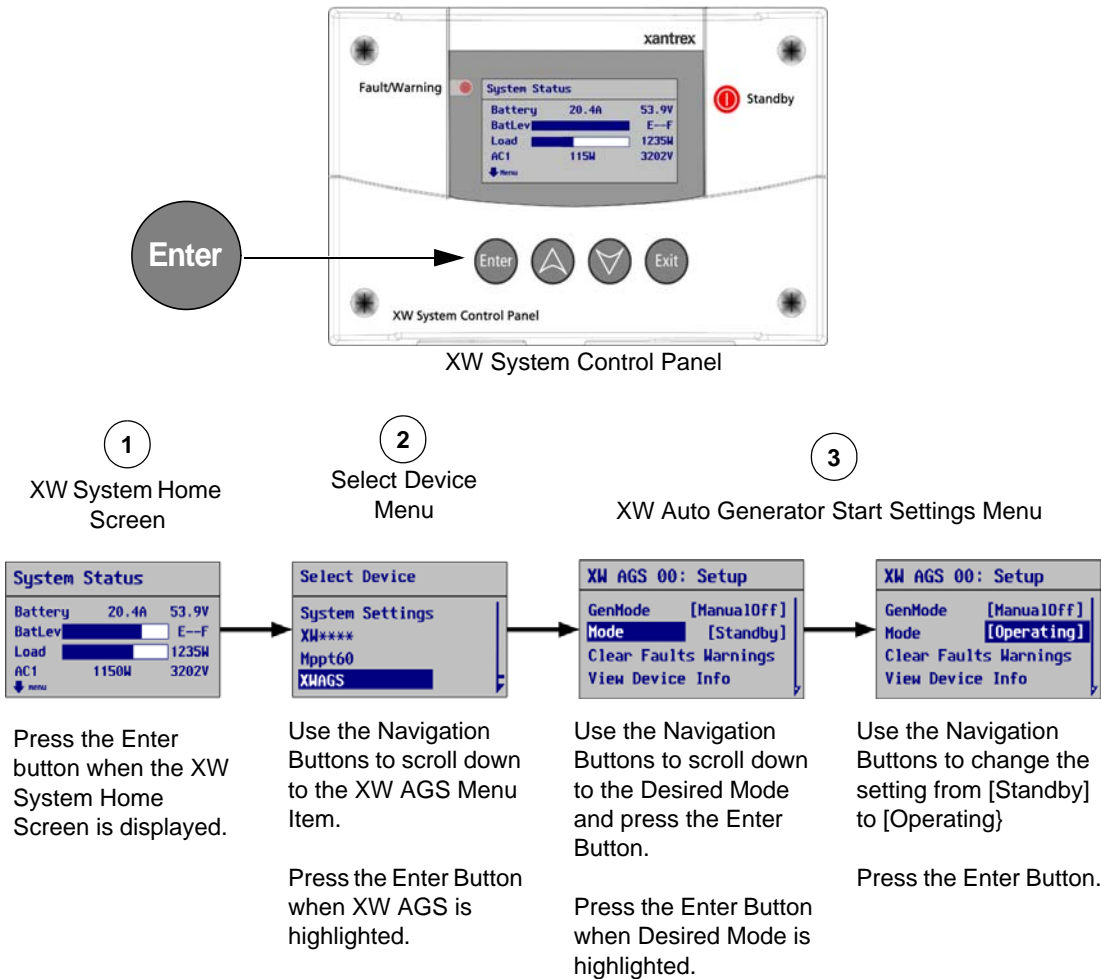 xantrex
Fault/Warning
Standby
System Status
Battery 20.4A 53.9V
BatLev E--F
Load 1235W
AC1 115W 3202V
Menu
Enter
Enter Exit
XW System Control Panel
XW System Control Panel
1
XW System Home
Screen
2
Select Device
Menu
3
XW Auto Generator Start Settings Menu
System Status
Battery 20.4A 53.9V
BatLev E--F
Load 1235W
AC1 1150W 3202V
menu
Press the Enter
button when the XW
System Home
Screen is displayed.
Select Device
System Settings
XW****
Mppt60
XWAGS
Use the Navigation
Buttons to scroll down
to the XW AGS Menu
Item.
Press the Enter Button
when XW AGS is
highlighted.
XW AGS 00: Setup
GenMode [ManualOff]
Mode [Standby]
Clear Faults Warnings
View Device Info
Use the Navigation
Buttons to scroll down
to the Desired Mode
and press the Enter
Button.
Press the Enter Button
when Desired Mode is
highlighted.
XW AGS 00: Setup
GenMode [ManualOff]
Mode [Operating]
Clear Faults Warnings
View Device Info
Use the Navigation
Buttons to change the
setting from [Standby]
to [Operating}
Press the Enter Button.